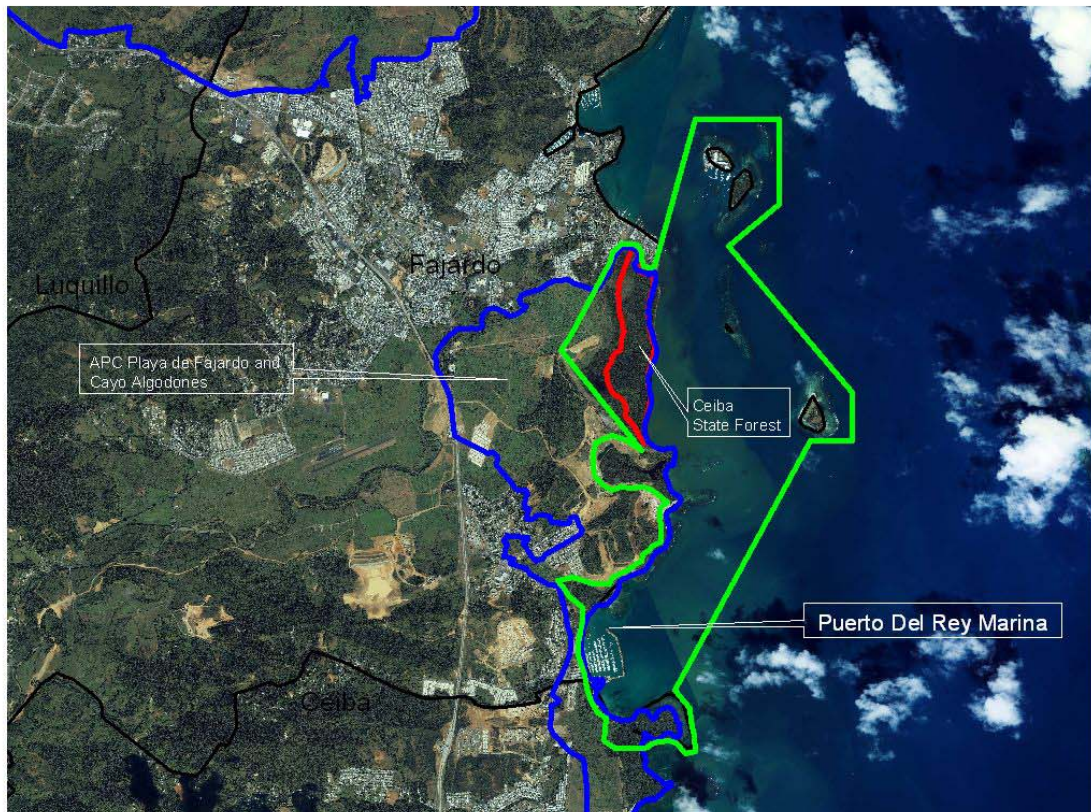 Fajardo
Luquillo
APC Playa de Fajardo and
Cayo Algodones
Ceiba
State Forest
Puerto Del Rey Marina
Ceiba